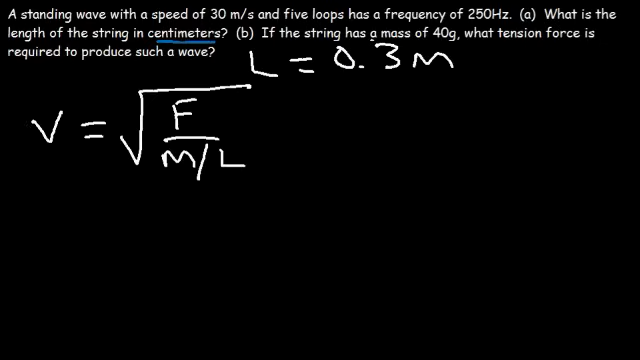 A standing wave with a speed of 30 m/s and five loops has a frequency of 250Hz. (a) What is the
length of the string in centimeters? (b) If the string has a mass of 40g, what tension force is
required to produce such a wave?
L = 0.3 M
V = √ F
M/L